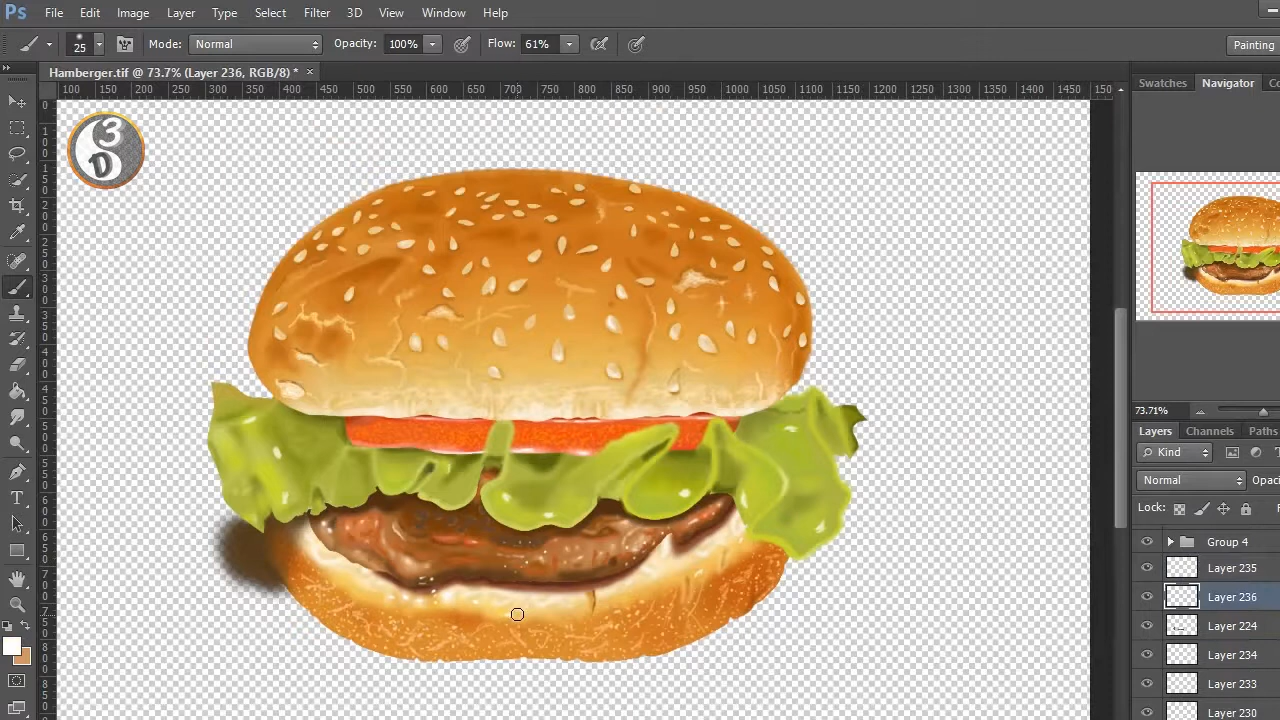 Ps File Edit Image Layer Type Select Filter 3D View Window Help
25 Mode: Normal Opacity: 100% Flow: 61% Painting
Hamberger.tif @ 73.7% (Layer 236, RGB/8) * × Swatches Navigator Co
100 150 200 250 300 350 400 450 500 550 600 650 700 750 800 850 900 950 1000 1050 1100 1150 1200 1250 1300 1350 1400 1450 150
3D
73.71%
Layers Channels Paths
Kind
Normal Opac
Lock: F
Group 4
Layer 235
Layer 236
Layer 224
Layer 234
Layer 233
Layer 230